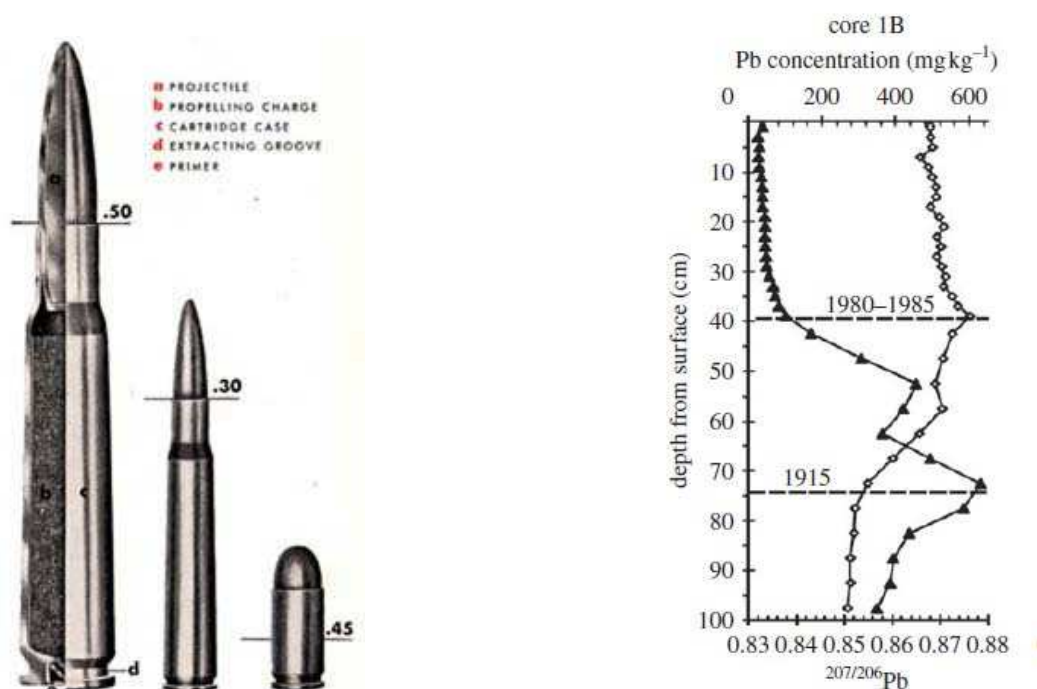 a PROJECTILE
b PROPELLING CHARGE
c CARTRIDGE CASE
d EXTRACTING GROOVE
e PRIMER
a
.50
.30
b
c
.45
d
core 1B
Pb concentration (mg kg⁻¹)
0 200 400 600
depth from surface (cm)
10
20
30
1980–1985
40
50
60
70
1915
80
90
100
0.83 0.84 0.85 0.86 0.87 0.88
207/206Pb